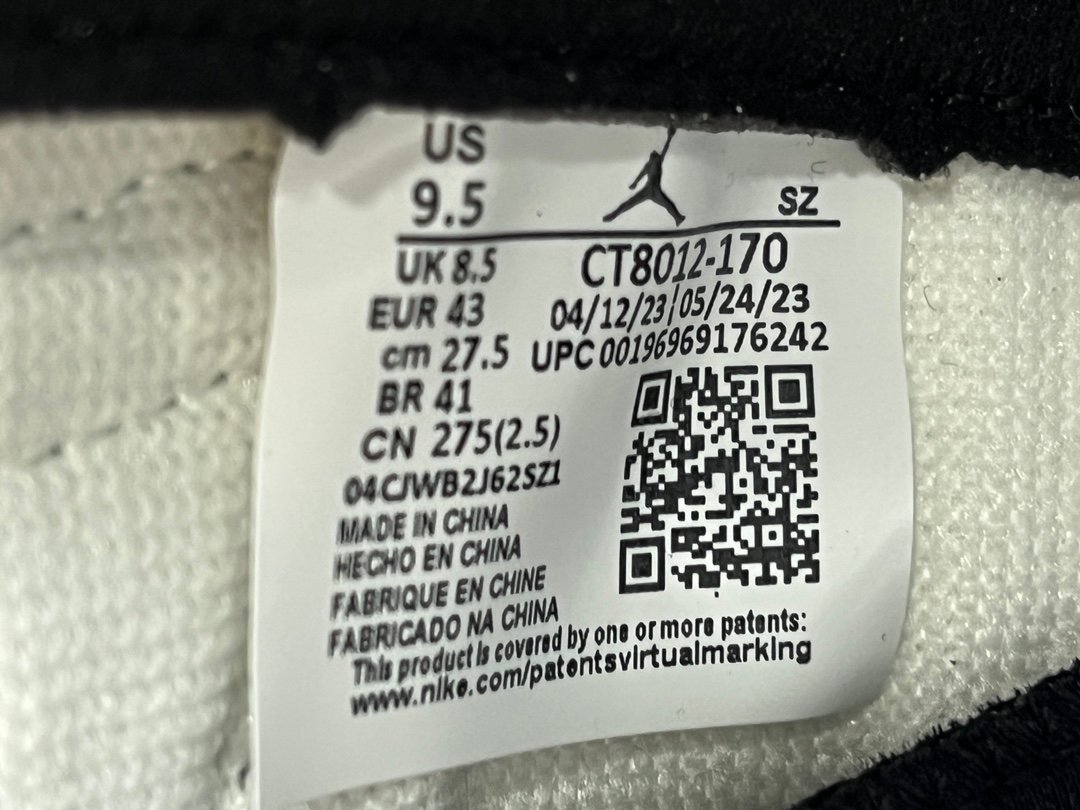 US
9.5
SZ
UK 8.5
CT8012-170
EUR 43
04/12/23|05/24/23
cm 27.5
UPC 00196969176242
BR 41
CN 275(2.5)
04CJWB2J62SZ1
MADE IN CHINA
HECHO EN CHINA
FABRIQUE EN CHINE
FABRICADO NA CHINA
This product is covered by one or more patents:
www.nike.com/patentsvirtualmarking